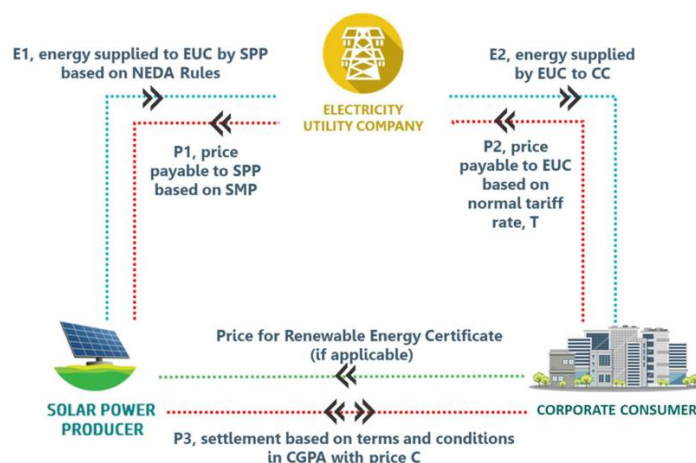 E1, energy supplied to EUC by SPP
based on NEDA Rules
E2, energy supplied
by EUC to CC
ELECTRICITY
UTILITY COMPANY
P1, price
payable to SPP
based on SMP
P2, price
payable to EUC
based on
normal tariff
rate, T
Price for Renewable Energy Certificate
(if applicable)
SOLAR POWER
PRODUCER
CORPORATE CONSUMER
P3, settlement based on terms and conditions
in CGPA with price C